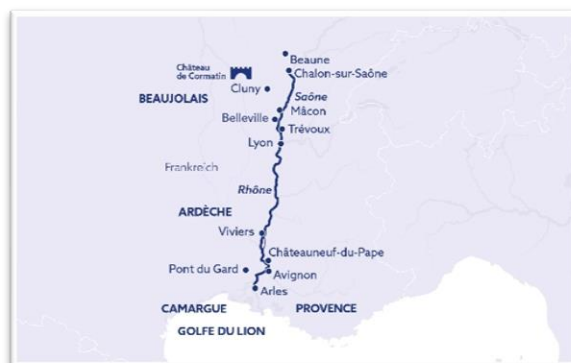 Beaune
Château
de Cormatin
Chalon-sur-Saône
Cluny
BEAUJOLAIS
Saône
Mâcon
Belleville
Trévoux
Lyon
Frankreich
Rhône
ARDÈCHE
Viviers
Châteauneuf-du-Pape
Pont du Gard
Avignon
Arles
CAMARGUE
PROVENCE
GOLFE DU LION